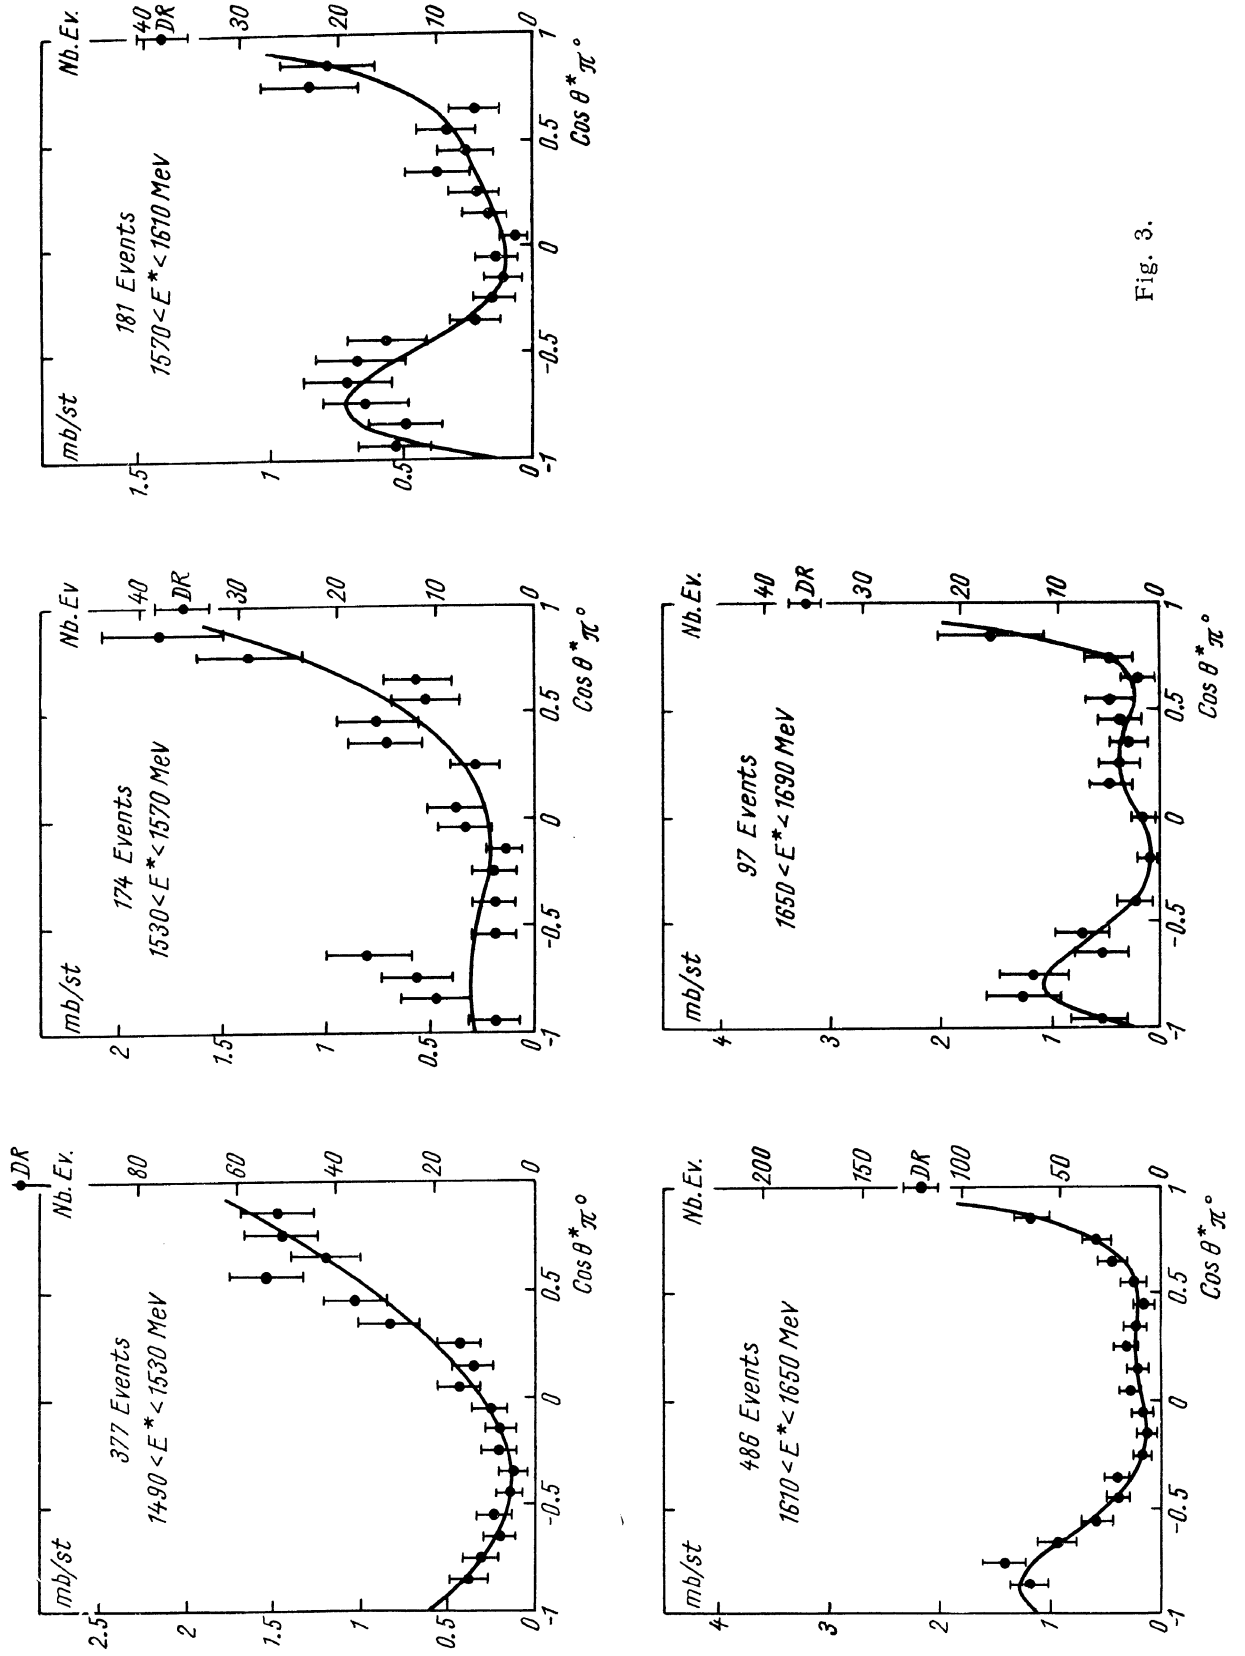 DR
mb/st Nb.Ev.
377 Events
1490 < E* < 1530 MeV
2.5
2
1.5
1
0.5
80
60
40
20
0
-1 -0.5 0 0.5 1
Cos θ*π°
mb/st Nb.Ev
174 Events
1530 < E* < 1570 MeV
2
1.5
1
0.5
0
40
DR
30
20
10
0
-1 -0.5 0 0.5 1
Cos θ*π°
mb/st Nb.Ev.
181 Events
1570 < E* < 1610 MeV
1.5
1
0.5
0
40
DR
30
20
10
0
-1 -0.5 0 0.5 1
Cos θ*π°
mb/st Nb.Ev.
486 Events
1610 < E* < 1650 MeV
4
3
2
1
0
200
150
DR
100
50
0
-1 -0.5 0 0.5 1
Cos θ*π°
mb/st Nb.Ev.
97 Events
1650 < E* < 1690 MeV
4
3
2
1
0
40
DR
30
20
10
0
-1 -0.5 0 0.5 1
Cos θ*π°
Fig. 3.